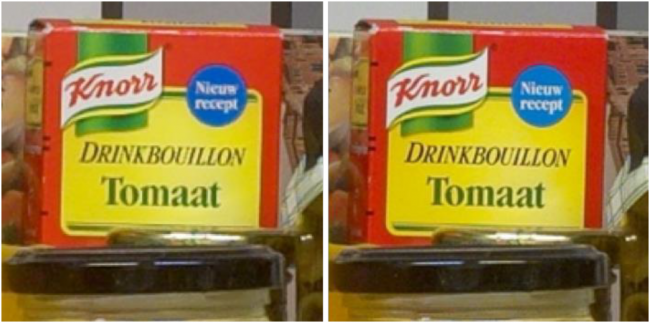 Knorr
Nieuw
recept
DRINKBOUILLON
Tomaat
Knorr
Nieuw
recept
DRINKBOUILLON
Tomaat